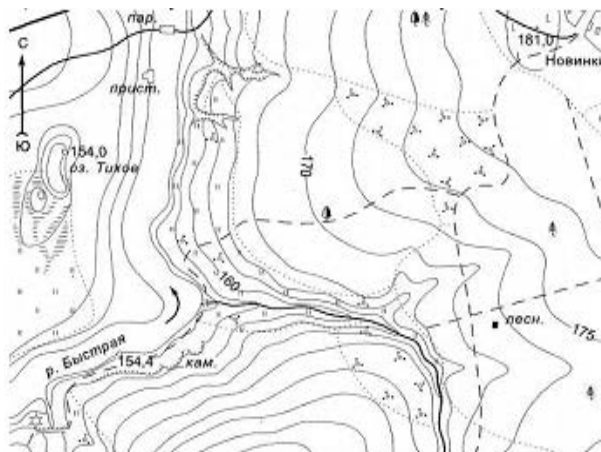 пар.
С
181,0
Новинки
прист.
Ю
154,0
оз. Тихое
170
160
лесн.
175
р. Быстрая
154,4
кам.